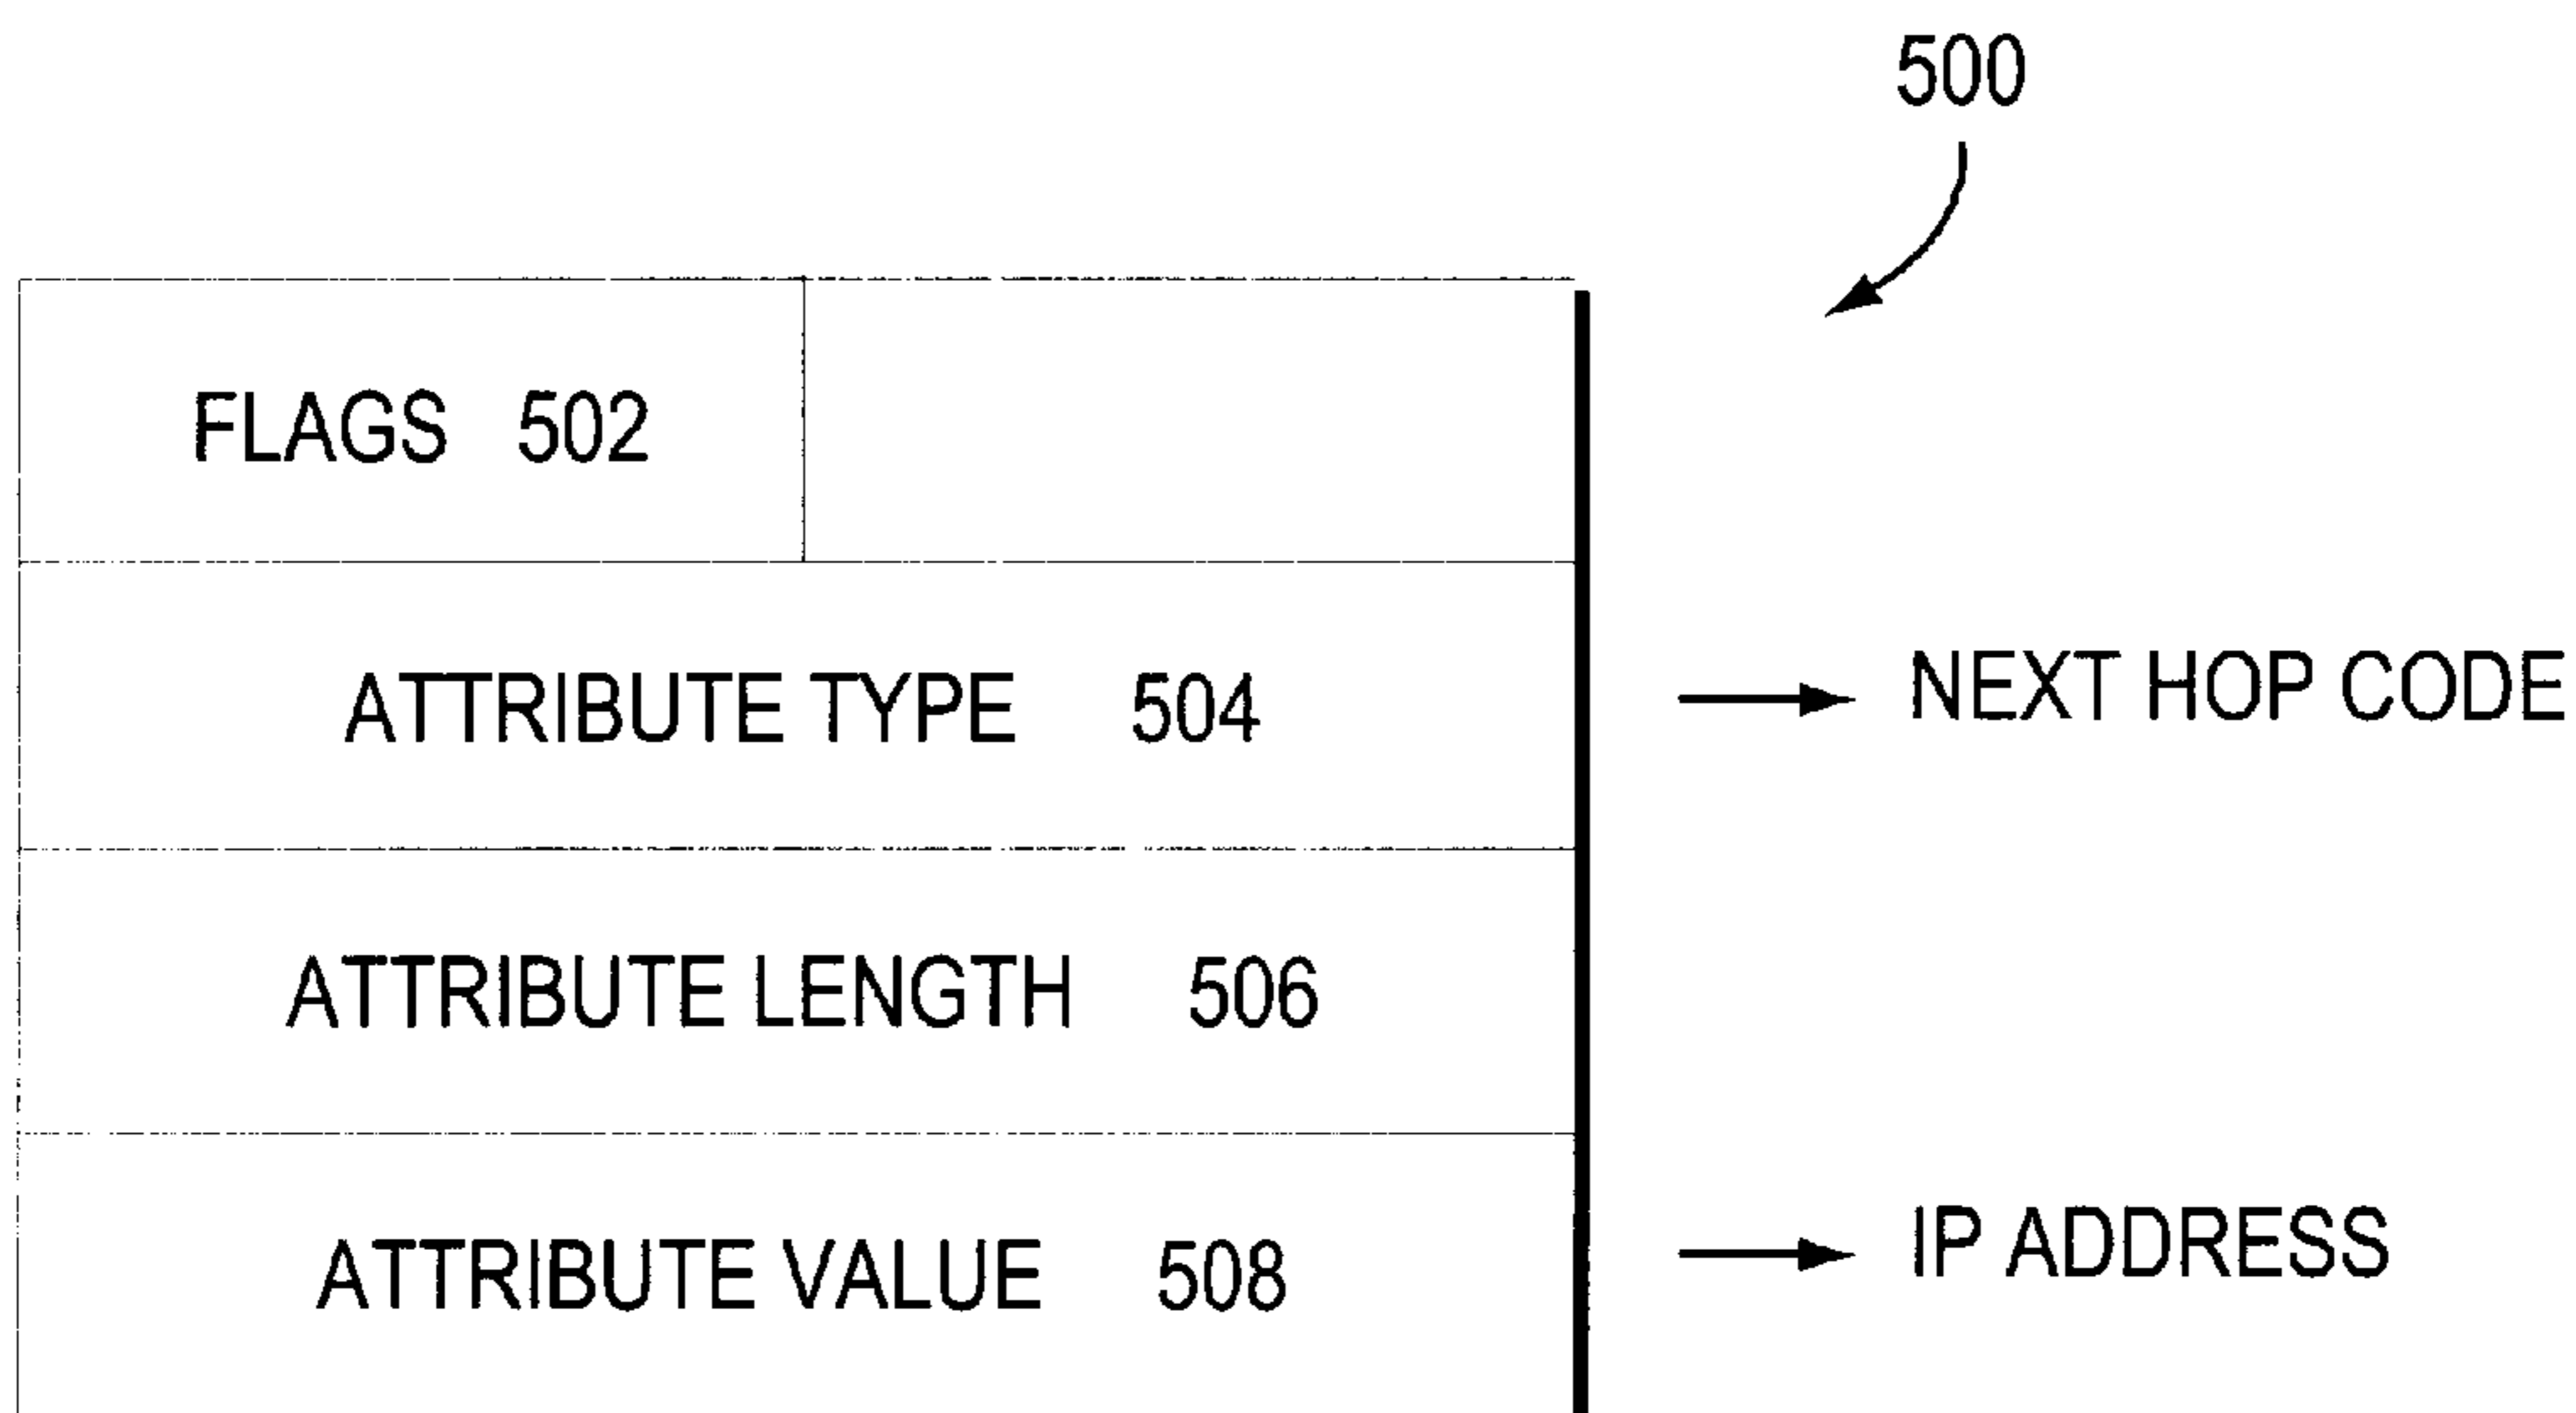 500
FLAGS 502
ATTRIBUTE TYPE 504
NEXT HOP CODE
ATTRIBUTE LENGTH 506
ATTRIBUTE VALUE 508
IP ADDRESS